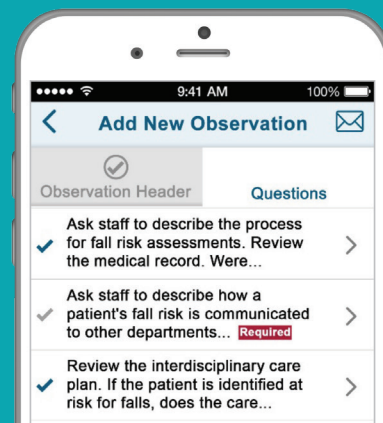 9:41 AM 100%
Add New Observation
Observation Header Questions
Ask staff to describe the process
for fall risk assessments. Review
the medical record. Were...
Ask staff to describe how a
patient's fall risk is communicated
to other departments... Required
Review the interdisciplinary care
plan. If the patient is identified at
risk for falls, does the care...